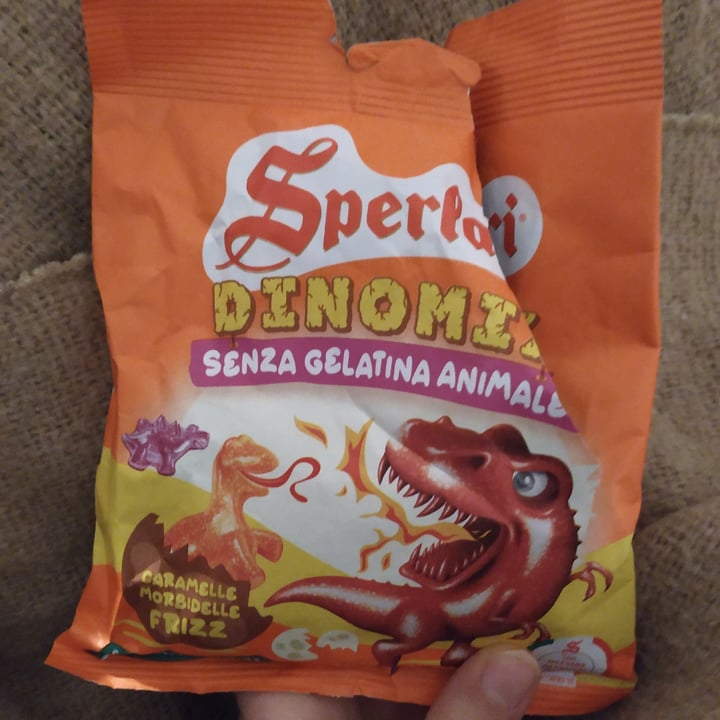 Sperlari
DINOMIX
SENZA GELATINA ANIMALE
CARAMELLE
MORBIDELLE
FRIZZ